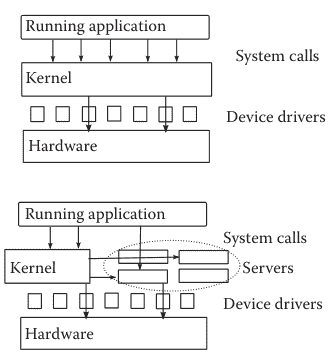 Running application
System calls
Kernel
Device drivers
Hardware
Running application
System calls
Kernel
Servers
Device drivers
Hardware